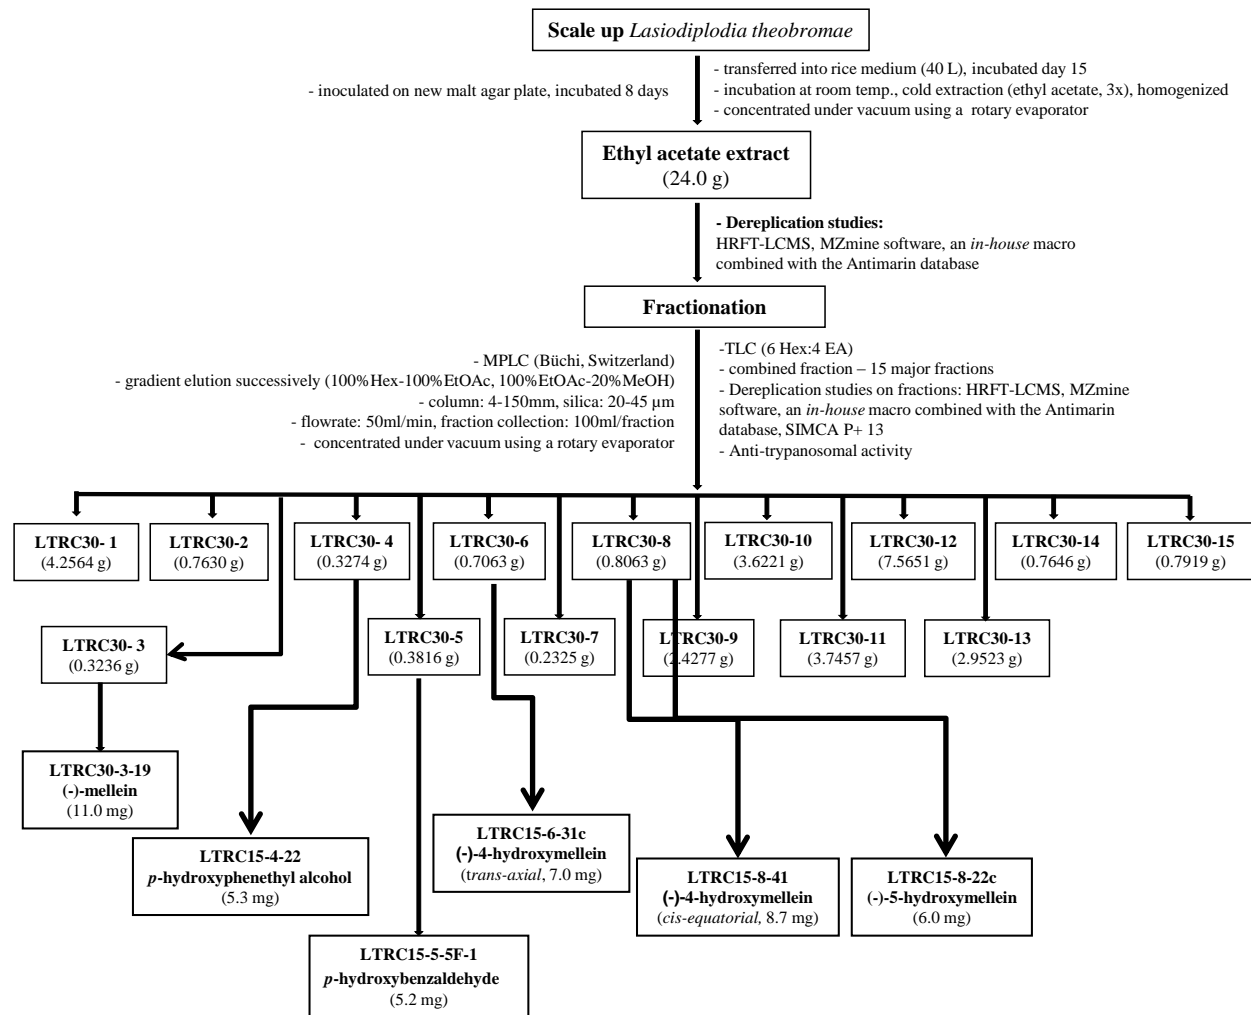 Scale up Lasiodiplodia theobromae
- inoculated on new malt agar plate, incubated 8 days
- transferred into rice medium (40 L), incubated day 15
- incubation at room temp., cold extraction (ethyl acetate, 3x), homogenized
- concentrated under vacuum using a rotary evaporator
Ethyl acetate extract
(24.0 g)
- Dereplication studies:
HRFT-LCMS, MZmine software, an in-house macro
combined with the Antimarin database
Fractionation
- MPLC (Büchi, Switzerland)
- gradient elution successively (100%Hex-100%EtOAc, 100%EtOAc-20%MeOH)
- column: 4-150mm, silica: 20-45 µm
- flowrate: 50ml/min, fraction collection: 100ml/fraction
- concentrated under vacuum using a rotary evaporator
-TLC (6 Hex:4 EA)
- combined fraction – 15 major fractions
- Dereplication studies on fractions: HRFT-LCMS, MZmine
software, an in-house macro combined with the Antimarin
database, SIMCA P+ 13
- Anti-trypanosomal activity
LTRC30- 1
(4.2564 g)
LTRC30-2
(0.7630 g)
LTRC30- 4
(0.3274 g)
LTRC30-6
(0.7063 g)
LTRC30-8
(0.8063 g)
LTRC30-10
(3.6221 g)
LTRC30-12
(7.5651 g)
LTRC30-14
(0.7646 g)
LTRC30-15
(0.7919 g)
LTRC30- 3
(0.3236 g)
LTRC30-5
(0.3816 g)
LTRC30-7
(0.2325 g)
LTRC30-9
(2.4277 g)
LTRC30-11
(3.7457 g)
LTRC30-13
(2.9523 g)
LTRC30-3-19
(-)-mellein
(11.0 mg)
LTRC15-4-22
p-hydroxyphenethyl alcohol
(5.3 mg)
LTRC15-5-5F-1
p-hydroxybenzaldehyde
(5.2 mg)
LTRC15-6-31c
(-)-4-hydroxymellein
(trans-axial, 7.0 mg)
LTRC15-8-41
(-)-4-hydroxymellein
(cis-equatorial, 8.7 mg)
LTRC15-8-22c
(-)-5-hydroxymellein
(6.0 mg)